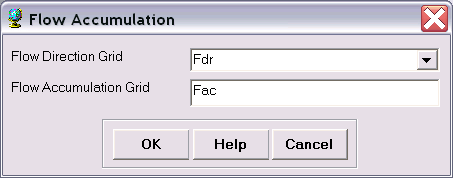 Flow Accumulation
Flow Direction Grid Fdr
Flow Accumulation Grid Fac
OK Help Cancel